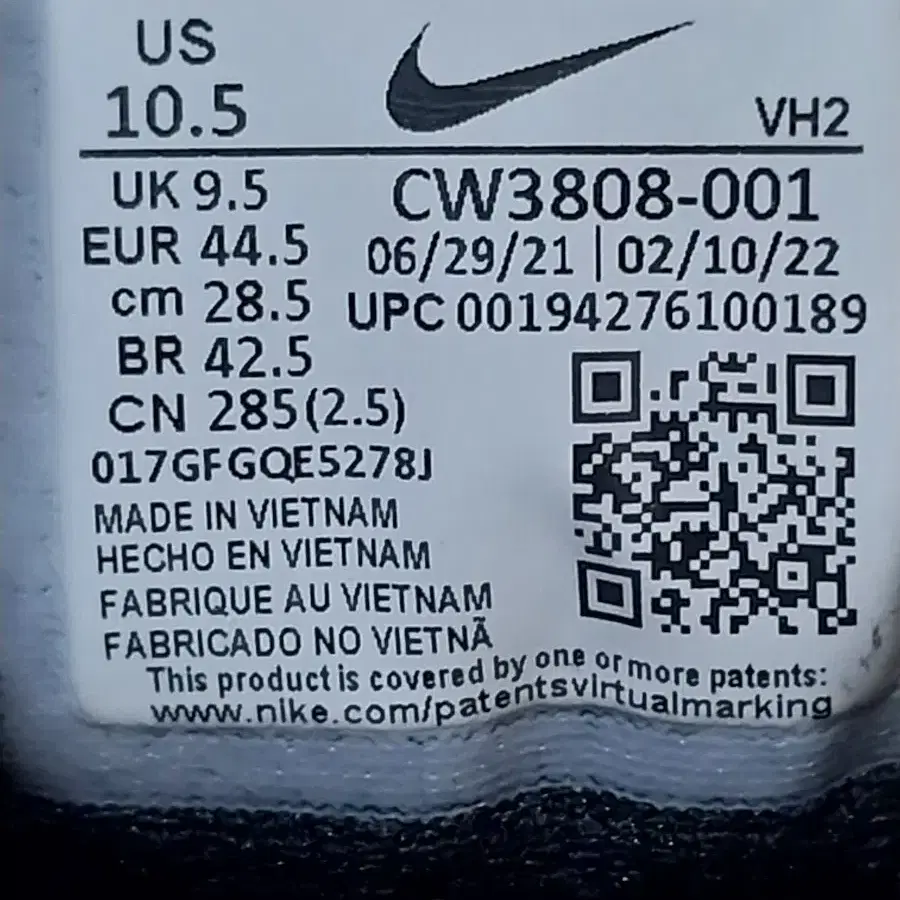 US
10.5
VH2
UK 9.5
CW3808-001
EUR 44.5
06/29/21 | 02/10/22
cm 28.5
UPC 00194276100189
BR 42.5
CN 285(2.5)
017GFGQE5278J
MADE IN VIETNAM
HECHO EN VIETNAM
FABRIQUE AU VIETNAM
FABRICADO NO VIETNÃ
This product is covered by one or more patents:
www.nike.com/patentsvirtualmarking